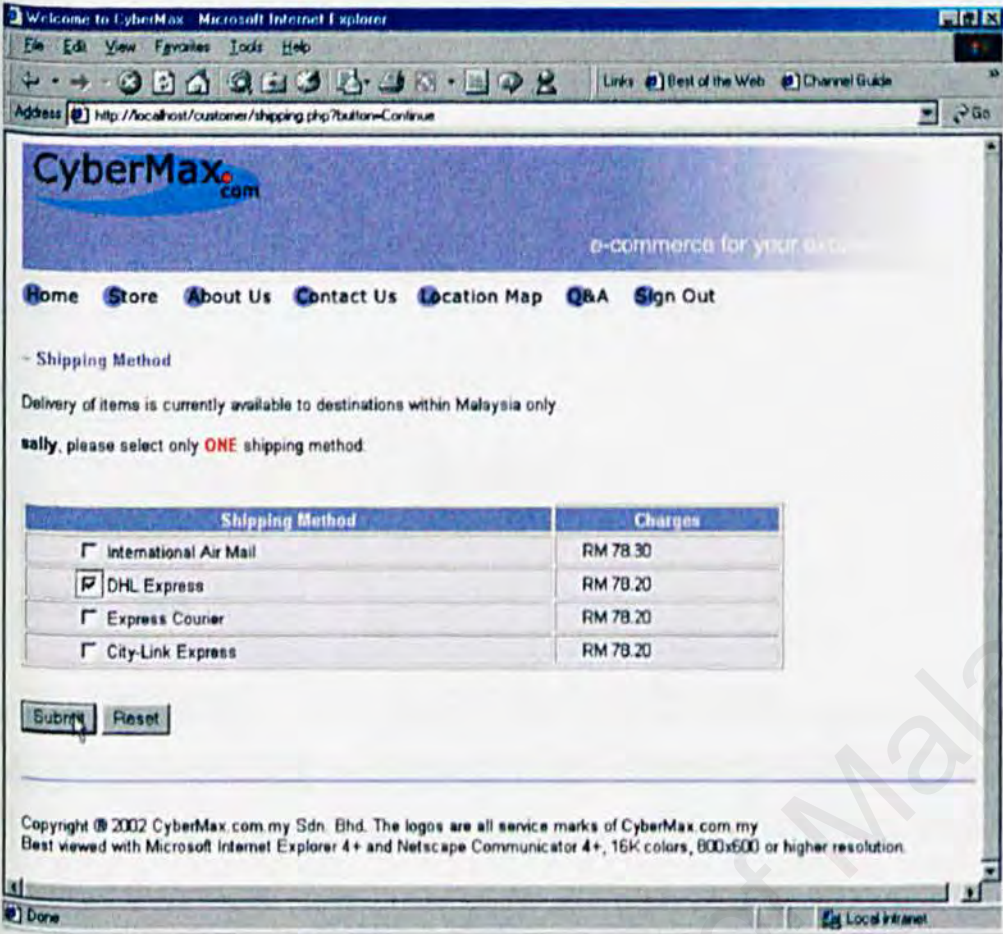 Welcome to CyberMax - Microsoft Internet Explorer
File Edit View Favorites Tools Help
Links Best of the Web Channel Guide
Address http://localhost/customer/shipping.php?button=Continue Go
CyberMax.com
e-commerce for your
Home Store About Us Contact Us Location Map Q&A Sign Out
~ Shipping Method
Delivery of items is currently available to destinations within Malaysia only.
sally, please select only ONE shipping method:
Shipping Method Charges
International Air Mail RM 78.30
DHL Express RM 78.20
Express Courier RM 78.20
City-Link Express RM 78.20
Submit Reset
Copyright ® 2002 CyberMax.com.my Sdn. Bhd. The logos are all service marks of CyberMax.com.my
Best viewed with Microsoft Internet Explorer 4+ and Netscape Communicator 4+, 16K colors, 800x600 or higher resolution.
Done Local intranet
of Mala